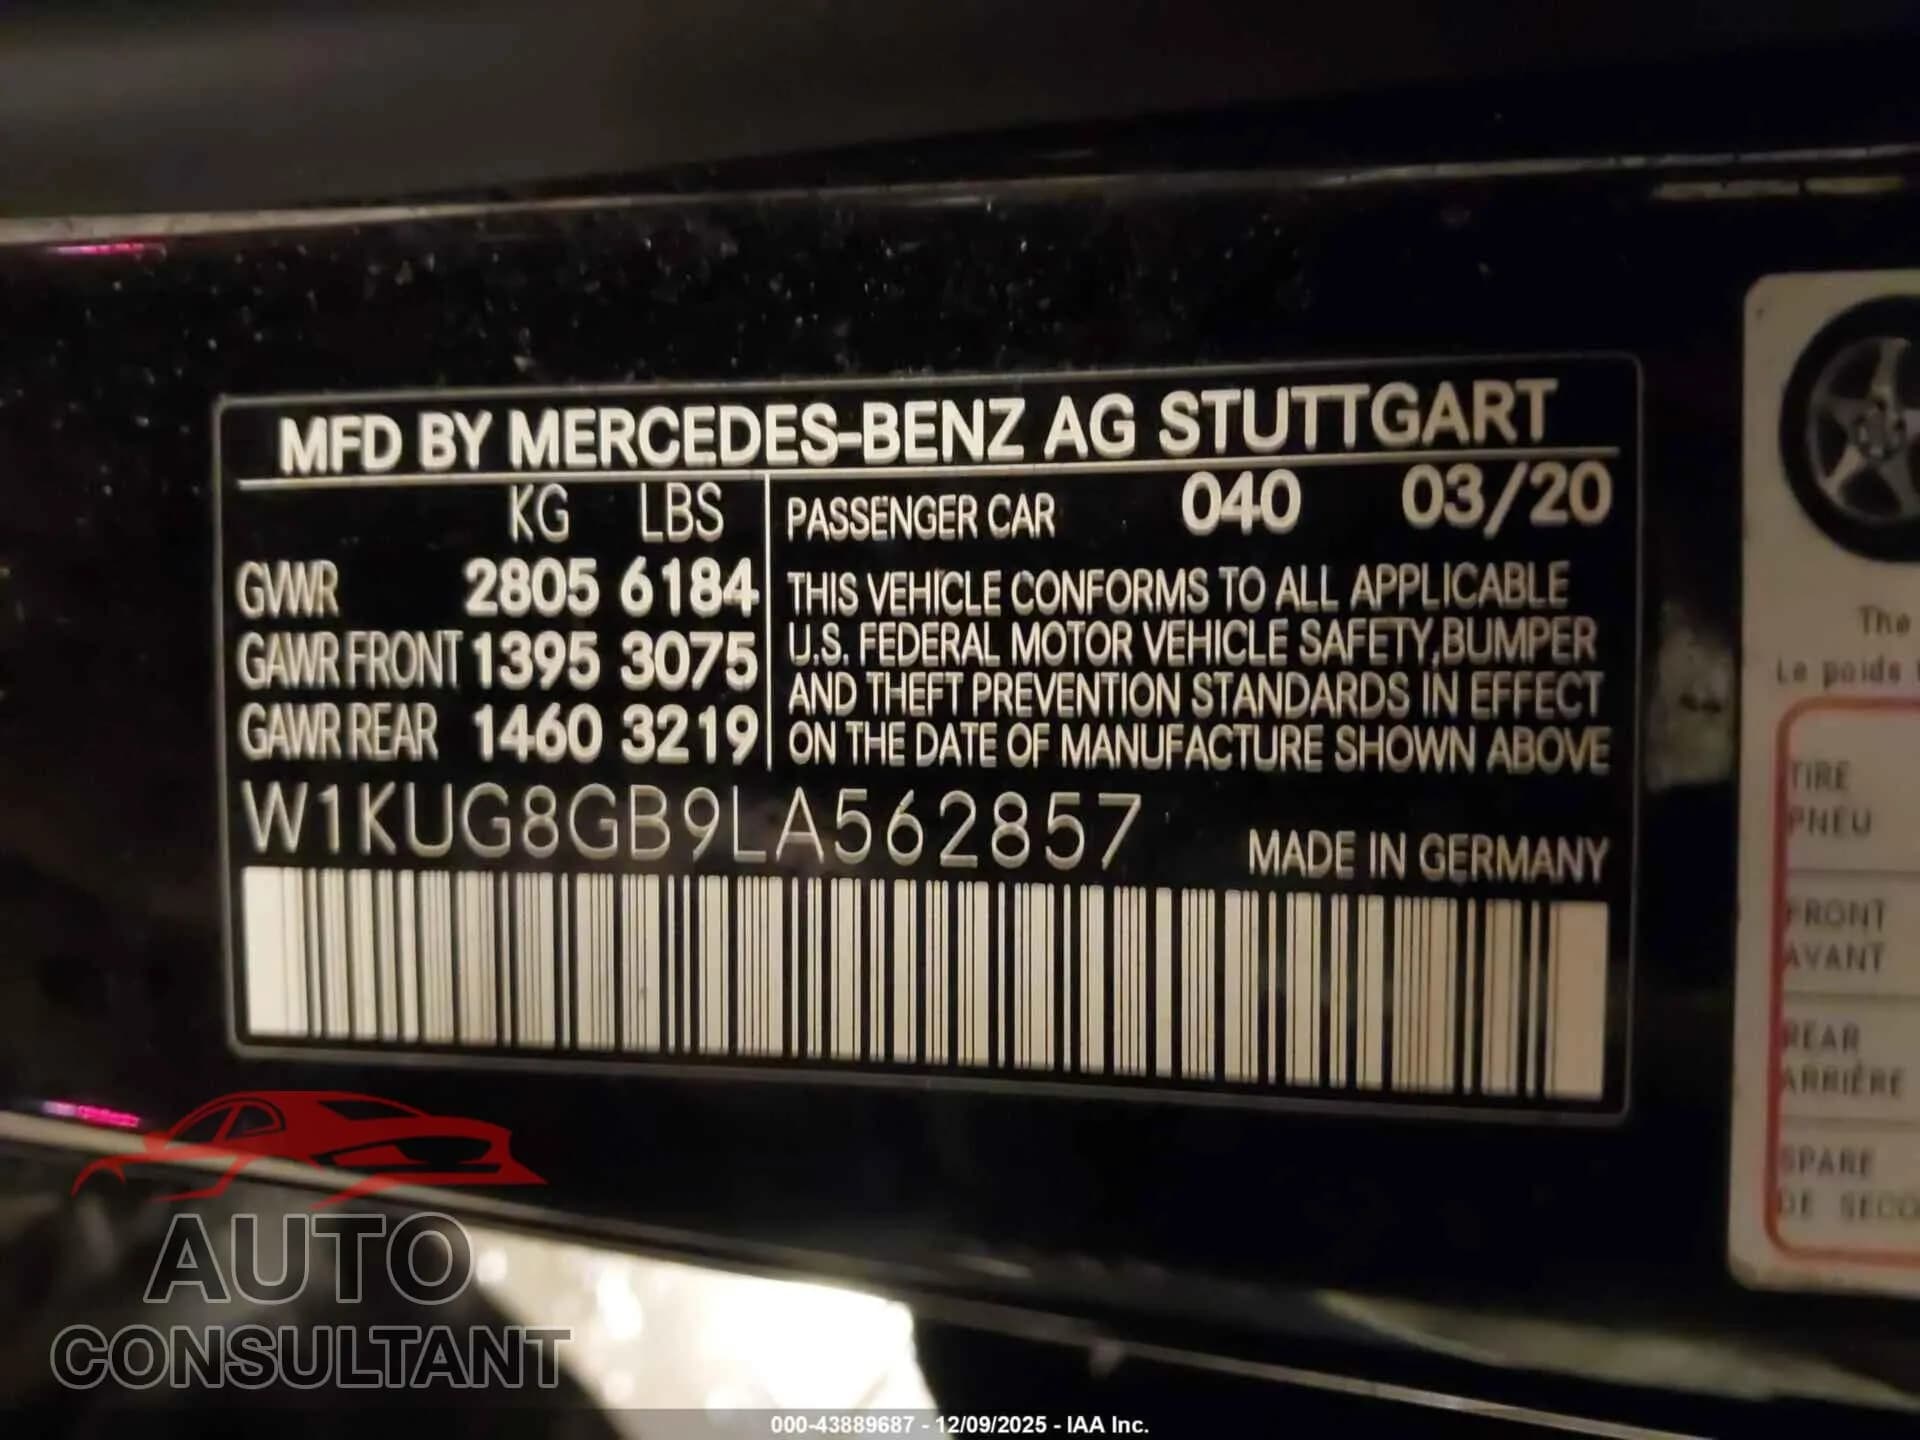 MFD BY MERCEDES-BENZ AG STUTTGART
KG LBS
GVWR 2805 6184
GAWR FRONT 1395 3075
GAWR REAR 1460 3219
PASSENGER CAR 040 03/20
THIS VEHICLE CONFORMS TO ALL APPLICABLE
U.S. FEDERAL MOTOR VEHICLE SAFETY,BUMPER
AND THEFT PREVENTION STANDARDS IN EFFECT
ON THE DATE OF MANUFACTURE SHOWN ABOVE
W1KUG8GB9LA562857
MADE IN GERMANY
The
Le poids
TIRE
PNEU
FRONT
AVANT
REAR
ARRIÈRE
SPARE
DE SECO
AUTO
CONSULTANT
000-43889687 - 12/09/2025 - IAA Inc.